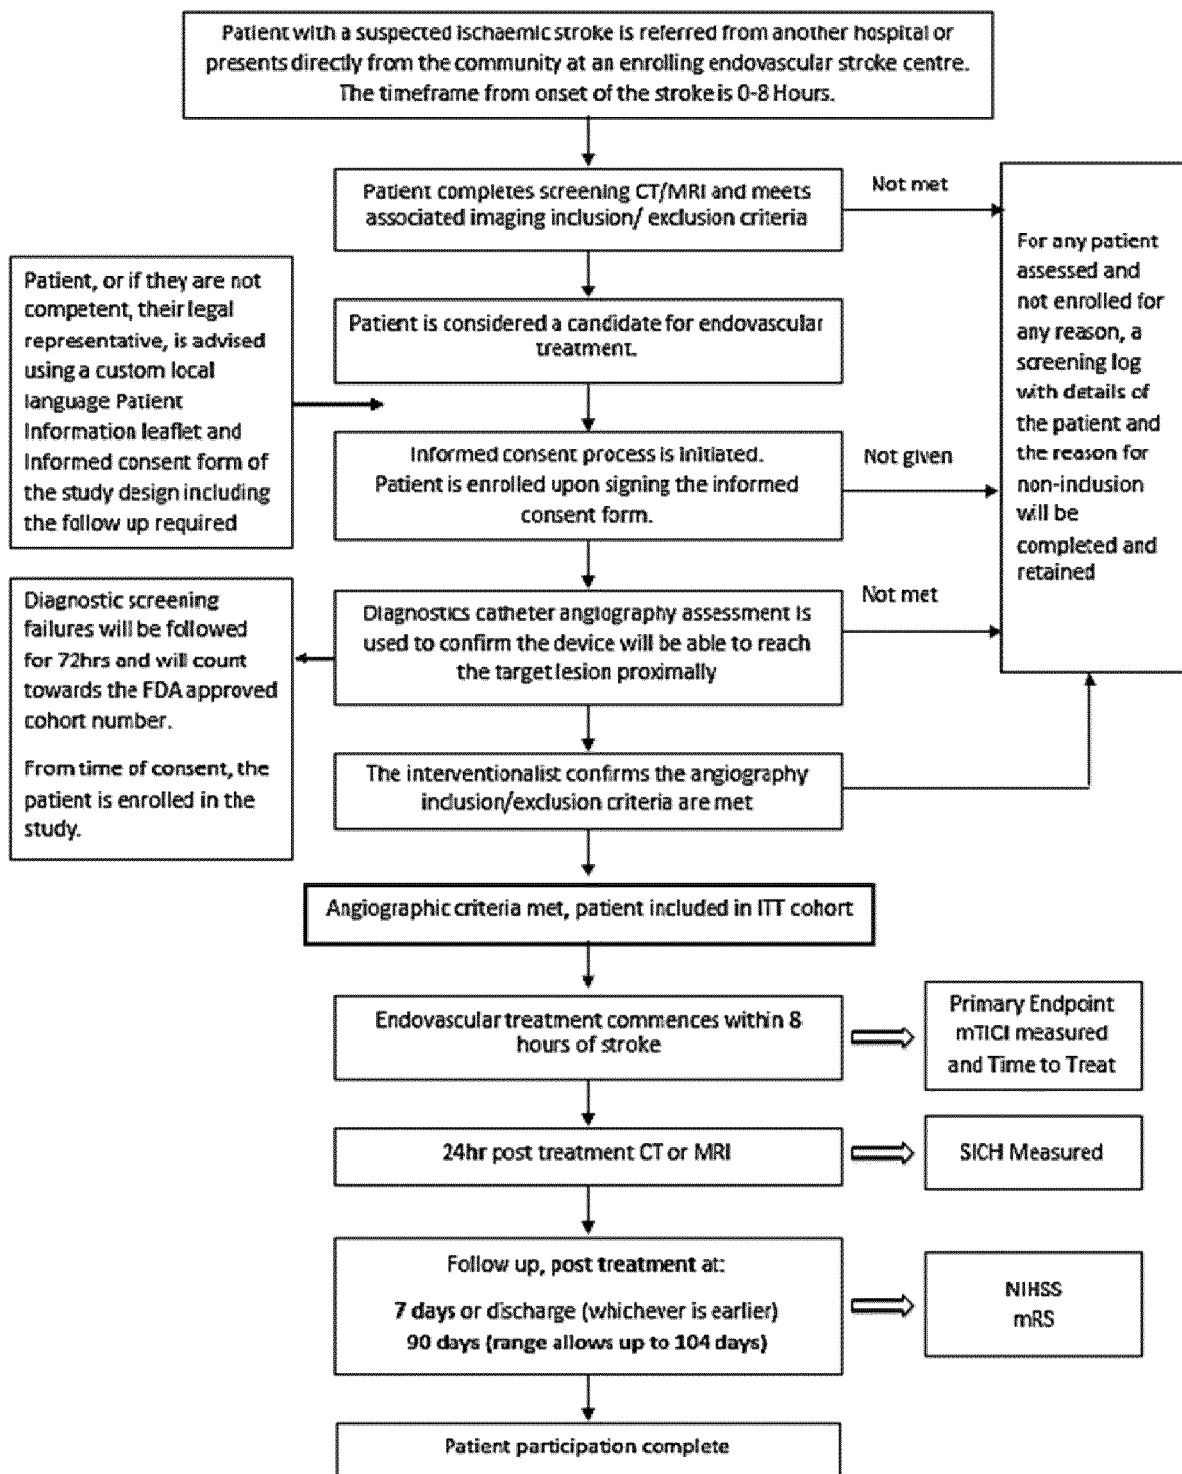 Patient with a suspected ischaemic stroke is referred from another hospital or
presents directly from the community at an enrolling endovascular stroke centre.
The timeframe from onset of the stroke is 0-8 Hours.
Patient completes screening CT/MRI and meets
associated imaging inclusion/ exclusion criteria
Not met
For any patient
assessed and
not enrolled for
any reason, a
screening log
with details of
the patient and
the reason for
non-inclusion
will be
completed and
retained
Patient, or if they are not
competent, their legal
representative, is advised
using a custom local
language Patient
Information leaflet and
Informed consent form of
the study design including
the follow up required
Patient is considered a candidate for endovascular
treatment.
Informed consent process is initiated.
Patient is enrolled upon signing the informed
consent form.
Not given
Diagnostic screening
failures will be followed
for 72hrs and will count
towards the FDA approved
cohort number.
From time of consent, the
patient is enrolled in the
study.
Diagnostics catheter angiography assessment is
used to confirm the device will be able to reach
the target lesion proximally
Not met
The interventionalist confirms the angiography
inclusion/exclusion criteria are met
Angiographic criteria met, patient included in ITT cohort
Endovascular treatment commences within 8
hours of stroke
Primary Endpoint
mTICI measured
and Time to Treat
24hr post treatment CT or MRI
SICH Measured
Follow up, post treatment at:
7 days or discharge (whichever is earlier)
90 days (range allows up to 104 days)
NIHSS
mRS
Patient participation complete